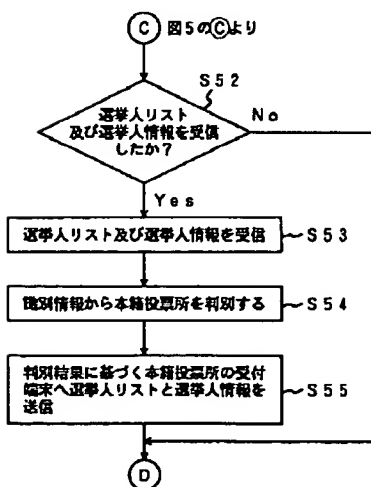 C 図5のⒸより
S52
選挙人リスト
及び選挙人情報を受信
したか?
No
Yes
選挙人リスト及び選挙人情報を受信
S53
識別情報から本籍投票所を判別する
S54
判別結果に基づく本籍投票所の受付
端末へ選挙人リストと選挙人情報を
送信
S55
D